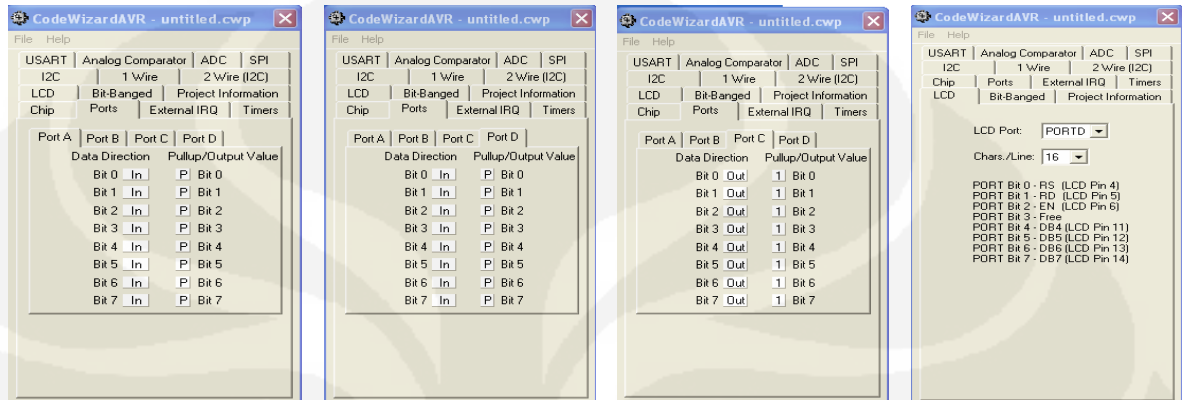 CodeWizardAVR - untitled.cwp
File Help
USART Analog Comparator ADC SPI
I2C 1 Wire 2 Wire (I2C)
LCD Bit-Banged Project Information
Chip Ports External IRQ Timers
Port A Port B Port C Port D
Data Direction Pullup/Output Value
Bit 0 In P Bit 0
Bit 1 In P Bit 1
Bit 2 In P Bit 2
Bit 3 In P Bit 3
Bit 4 In P Bit 4
Bit 5 In P Bit 5
Bit 6 In P Bit 6
Bit 7 In P Bit 7
CodeWizardAVR - untitled.cwp
File Help
USART Analog Comparator ADC SPI
I2C 1 Wire 2 Wire (I2C)
LCD Bit-Banged Project Information
Chip Ports External IRQ Timers
Port A Port B Port C Port D
Data Direction Pullup/Output Value
Bit 0 In P Bit 0
Bit 1 In P Bit 1
Bit 2 In P Bit 2
Bit 3 In P Bit 3
Bit 4 In P Bit 4
Bit 5 In P Bit 5
Bit 6 In P Bit 6
Bit 7 In P Bit 7
CodeWizardAVR - untitled.cwp
File Help
USART Analog Comparator ADC SPI
I2C 1 Wire 2 Wire (I2C)
LCD Bit-Banged Project Information
Chip Ports External IRQ Timers
Port A Port B Port C Port D
Data Direction Pullup/Output Value
Bit 0 Out 1 Bit 0
Bit 1 Out 1 Bit 1
Bit 2 Out 1 Bit 2
Bit 3 Out 1 Bit 3
Bit 4 Out 1 Bit 4
Bit 5 Out 1 Bit 5
Bit 6 Out 1 Bit 6
Bit 7 Out 1 Bit 7
CodeWizardAVR - untitled.cwp
File Help
USART Analog Comparator ADC SPI
I2C 1 Wire 2 Wire (I2C)
Chip Ports External IRQ Timers
LCD Bit-Banged Project Information
LCD Port: PORTD
Chars./Line: 16
PORT Bit 0 - RS (LCD Pin 4)
PORT Bit 1 - RD (LCD Pin 5)
PORT Bit 2 - EN (LCD Pin 6)
PORT Bit 3 - Free
PORT Bit 4 - DB4 (LCD Pin 11)
PORT Bit 5 - DB5 (LCD Pin 12)
PORT Bit 6 - DB6 (LCD Pin 13)
PORT Bit 7 - DB7 (LCD Pin 14)